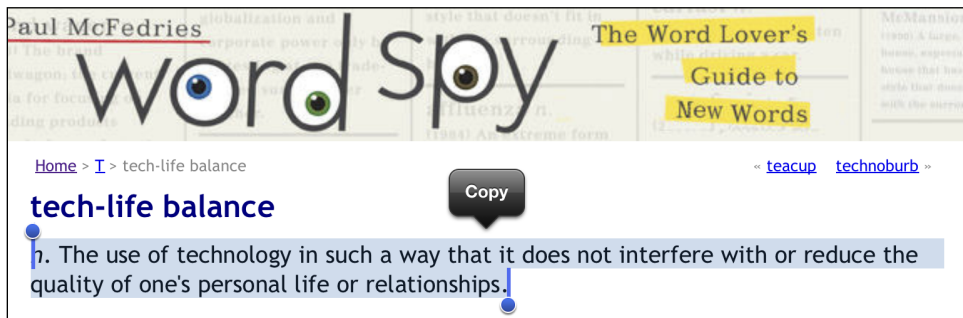 Paul McFedries
word spy
The Word Lover's
Guide to
New Words
Home > T > tech-life balance
« teacup technoburb »
tech-life balance
Copy
n. The use of technology in such a way that it does not interfere with or reduce the
quality of one's personal life or relationships.